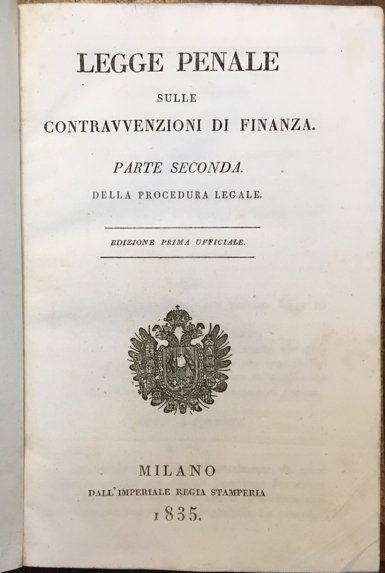 LEGGE PENALE
SULLE
CONTRAVVENZIONI DI FINANZA.
PARTE SECONDA.
DELLA PROCEDURA LEGALE.
EDIZIONE PRIMA UFFICIALE.
MILANO
DALL'IMPERIALE REGIA STAMPERIA
1835.